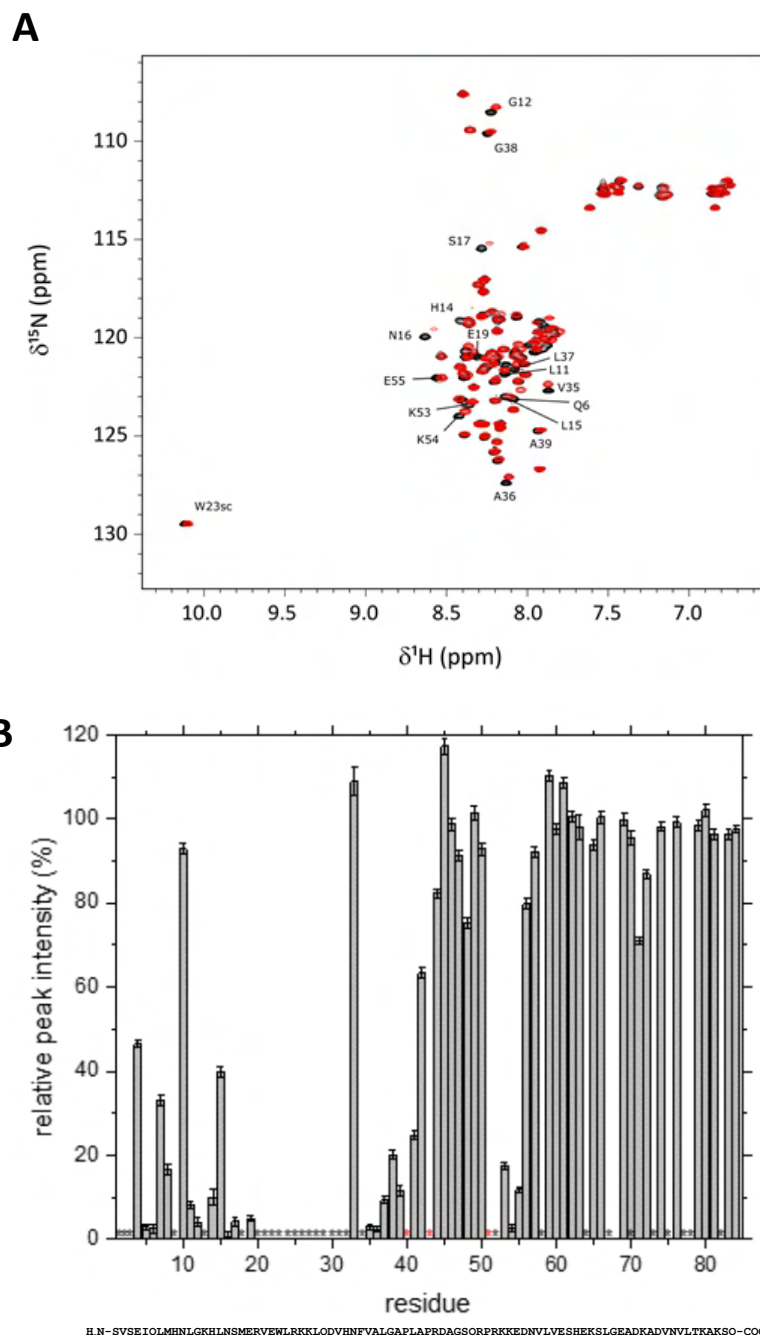 A
110
115
120
125
130
δ¹⁵N (ppm)
G12
G38
S17
H14
N16
E19
L37
L11
E55
V35
Q6
K53
L15
K54
A39
A36
W23sc
10.0 9.5 9.0 8.5 8.0 7.5 7.0
δ¹H (ppm)
B
120
100
80
60
40
20
0
relative peak intensity (%)
10 20 30 40 50 60 70 80
residue
H.N-SVSEIOLMHNLGKHLNSMERVEWLRKKLODVHNFVALGAPLAPRDAGSORPRKKEDNVLVESHEKSLGEADKADVNVLTKAKSO-COO